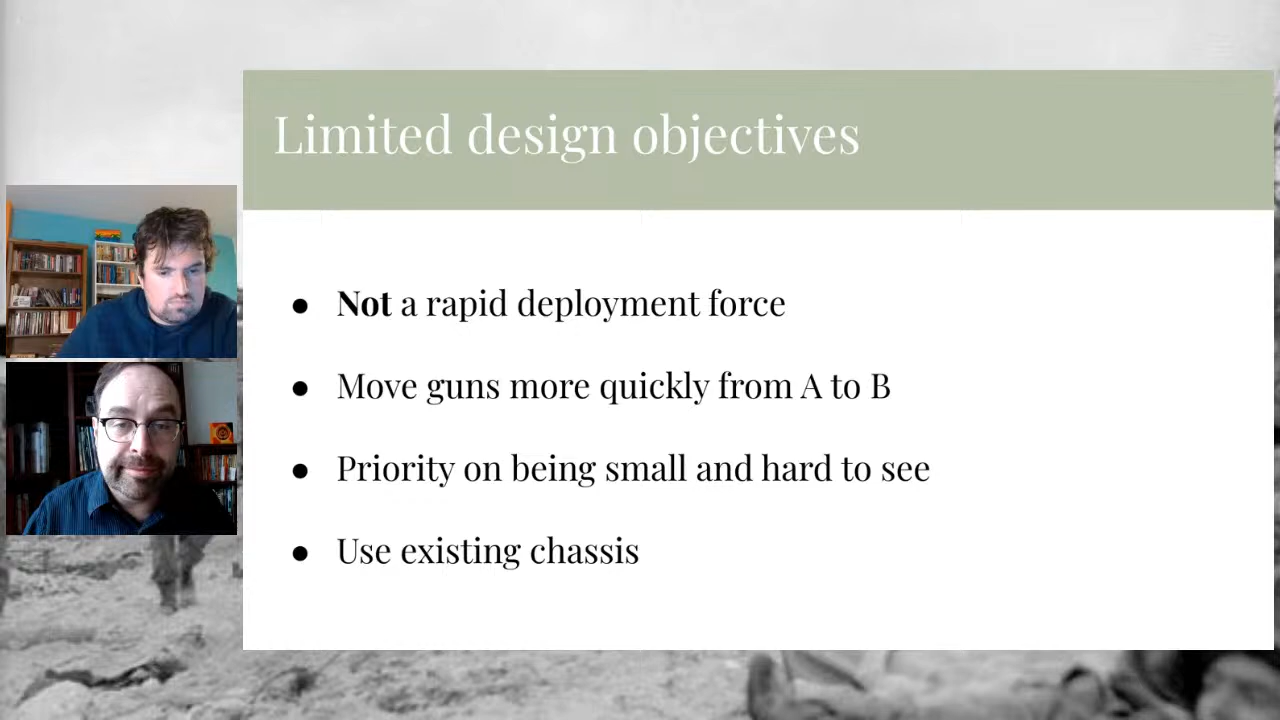 Limited design objectives
● Not a rapid deployment force
● Move guns more quickly from A to B
● Priority on being small and hard to see
● Use existing chassis